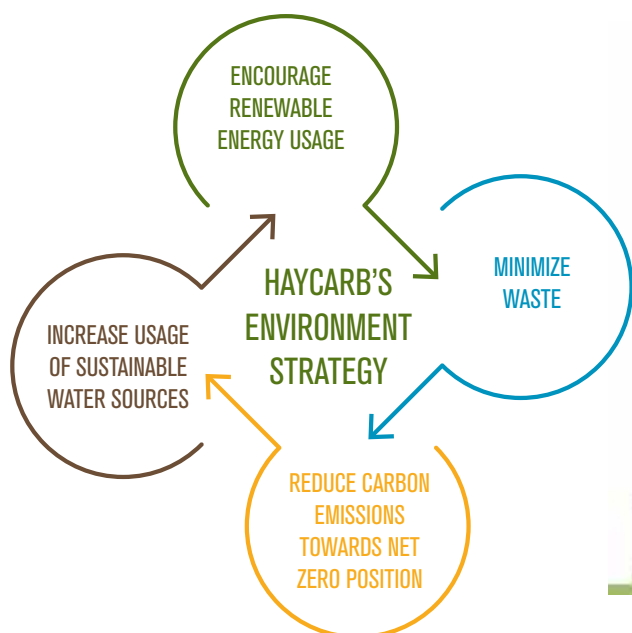 ENCOURAGE
RENEWABLE
ENERGY USAGE
MINIMIZE
WASTE
HAYCARB'S
ENVIRONMENT
STRATEGY
INCREASE USAGE
OF SUSTAINABLE
WATER SOURCES
REDUCE CARBON
EMISSIONS
TOWARDS NET
ZERO POSITION